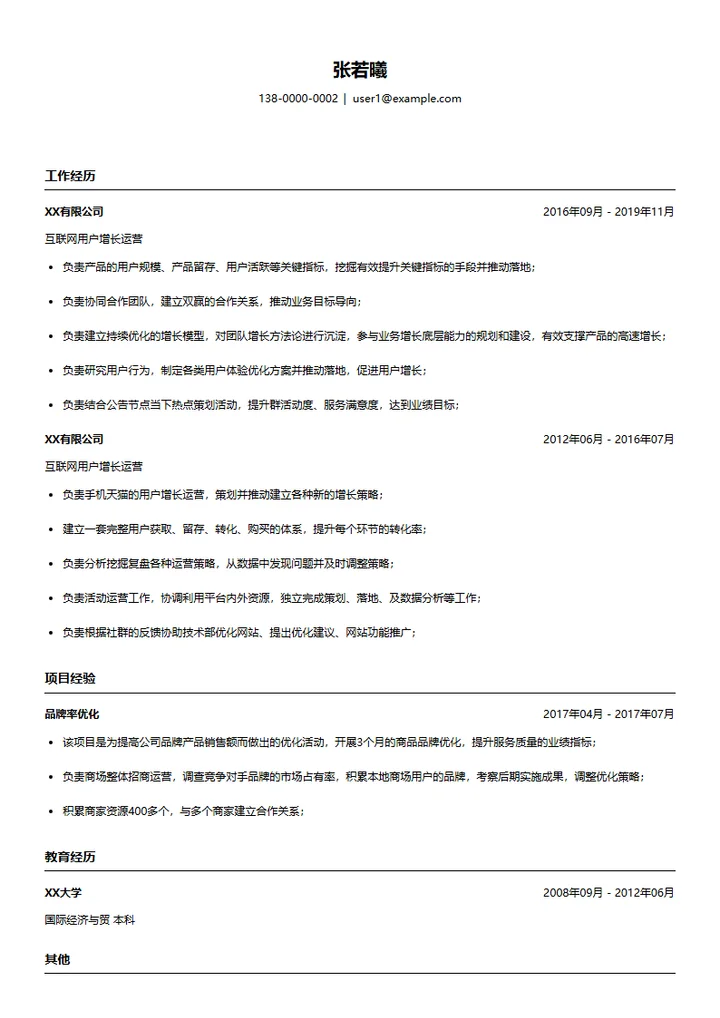 张若曦
138-0000-0002 | user1@example.com
工作经历
XX有限公司 2016年09月 - 2019年11月
互联网用户增长运营
• 负责产品的用户规模、产品留存、用户活跃等关键指标，挖掘有效提升关键指标的手段并推动落地；
• 负责协同合作团队，建立双赢的合作关系，推动业务目标导向；
• 负责建立持续优化的增长模型，对团队增长方法论进行沉淀，参与业务增长底层能力的规划和建设，有效支撑产品的高速增长；
• 负责研究用户行为，制定各类用户体验优化方案并推动落地，促进用户增长；
• 负责结合公告节点当下热点策划活动，提升群活动度、服务满意度，达到业绩目标；
XX有限公司 2012年06月 - 2016年07月
互联网用户增长运营
• 负责手机天猫的用户增长运营，策划并推动建立各种新的增长策略；
• 建立一套完整用户获取、留存、转化、购买的体系，提升每个环节的转化率；
• 负责分析挖掘复盘各种运营策略，从数据中发现问题并及时调整策略；
• 负责活动运营工作，协调利用平台内外资源，独立完成策划、落地、及数据分析等工作；
• 负责根据社群的反馈协助技术部优化网站、提出优化建议、网站功能推广；
项目经验
品牌率优化 2017年04月 - 2017年07月
• 该项目是为提高公司品牌产品销售额而做出的优化活动，开展3个月的商品品牌优化，提升服务质量的业绩指标；
• 负责商场整体招商运营，调查竞争对手品牌的市场占有率，积累本地商场用户的品牌，考察后期实施成果，调整优化策略；
• 积累商家资源400多个，与多个商家建立合作关系；
教育经历
XX大学 2008年09月 - 2012年06月
国际经济与贸 本科
其他